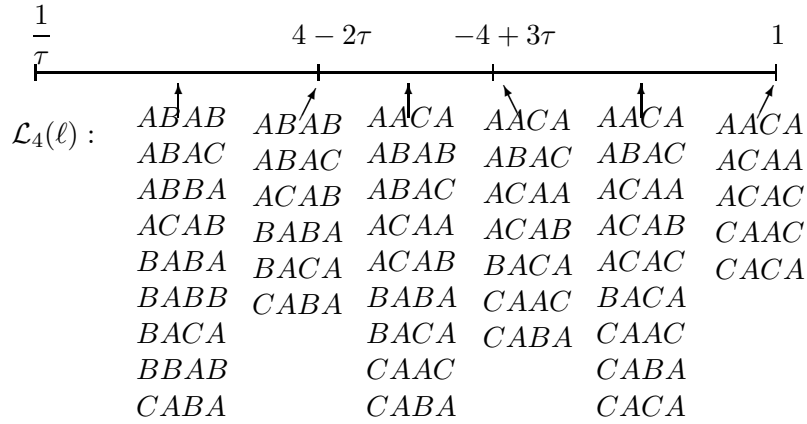 1/τ 4 − 2τ −4 + 3τ 1
ℒ₄(ℓ) :
ABAB ABAB AACA AACA AACA AACA
ABAC ABAC ABAB ABAC ABAC ACAA
ABBA ACAB ABAC ACAA ACAA ACAC
ACAB BABA ACAA ACAB ACAB CAAC
BABA BACA ACAB BACA ACAC CACA
BABB CABA BABA CAAC BACA
BACA BACA CABA CAAC
BBAB CAAC CABA
CABA CABA CACA